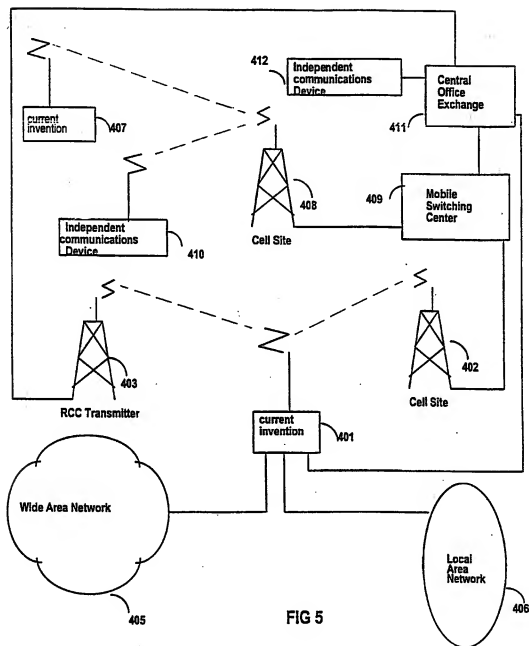 412
Independent
communications
Device
Central
Office
Exchange
411
current
invention
407
408
Cell Site
409
Mobile
Switching
Center
Independent
communications
Device
410
403
RCC Transmitter
402
Cell Site
current
invention
401
Wide Area Network
405
Local
Area
Network
406
FIG 5